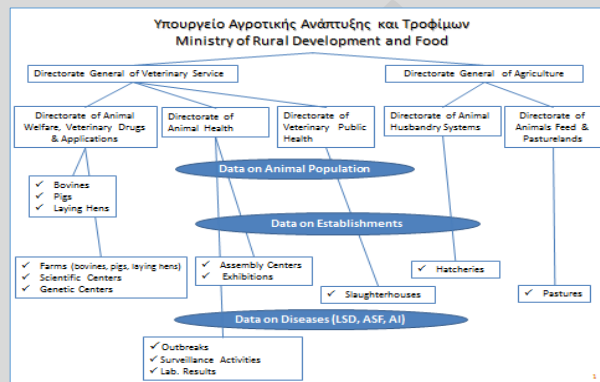 Υπουργείο Αγροτικής Ανάπτυξης και Τροφίμων
Ministry of Rural Development and Food
Directorate General of Veterinary Service
Directorate General of Agriculture
Directorate of Animal
Welfare, Veterinary Drugs
& Applications
Directorate of
Animal Health
Directorate of
Veterinary Public
Health
Directorate of Animal
Husbandry Systems
Directorate of
Animals Feed &
Pasturelands
Data on Animal Population
✓ Bovines
✓ Pigs
✓ Laying Hens
Data on Establishments
✓ Farms (bovines, pigs, laying hens)
✓ Scientific Centers
✓ Genetic Centers
✓ Assembly Centers
✓ Exhibitions
✓ Hatcheries
✓ Slaughterhouses
✓ Pastures
Data on Diseases (LSD, ASF, AI)
✓ Outbreaks
✓ Surveillance Activities
✓ Lab. Results
1